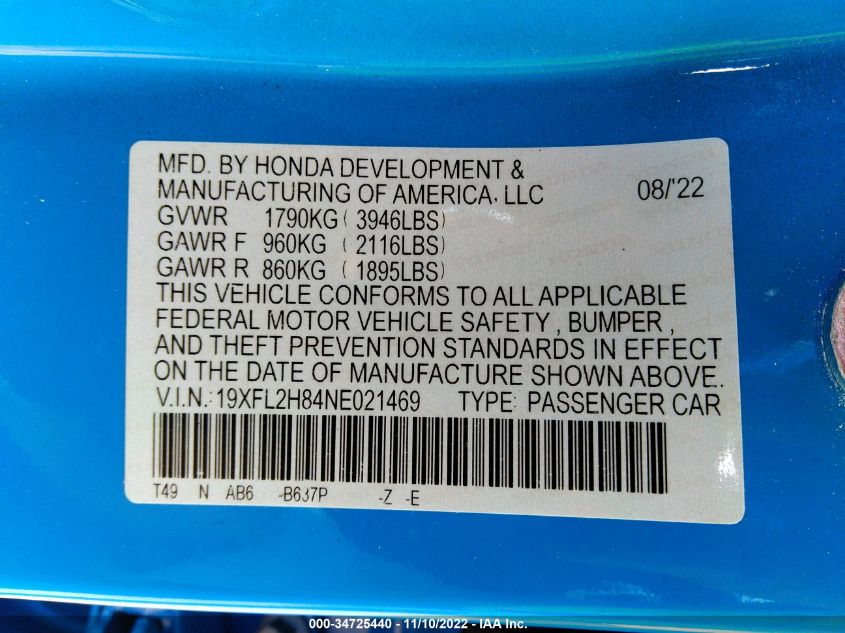 MFD. BY HONDA DEVELOPMENT &
MANUFACTURING OF AMERICA, LLC 08/'22
GVWR 1790KG ( 3946LBS)
GAWR F 960KG ( 2116LBS)
GAWR R 860KG ( 1895LBS)
THIS VEHICLE CONFORMS TO ALL APPLICABLE
FEDERAL MOTOR VEHICLE SAFETY , BUMPER ,
AND THEFT PREVENTION STANDARDS IN EFFECT
ON THE DATE OF MANUFACTURE SHOWN ABOVE.
V.I.N.: 19XFL2H84NE021469 TYPE: PASSENGER CAR
T49 N AB6 -B637P -Z -E
000-34725440 - 11/10/2022 - IAA Inc.